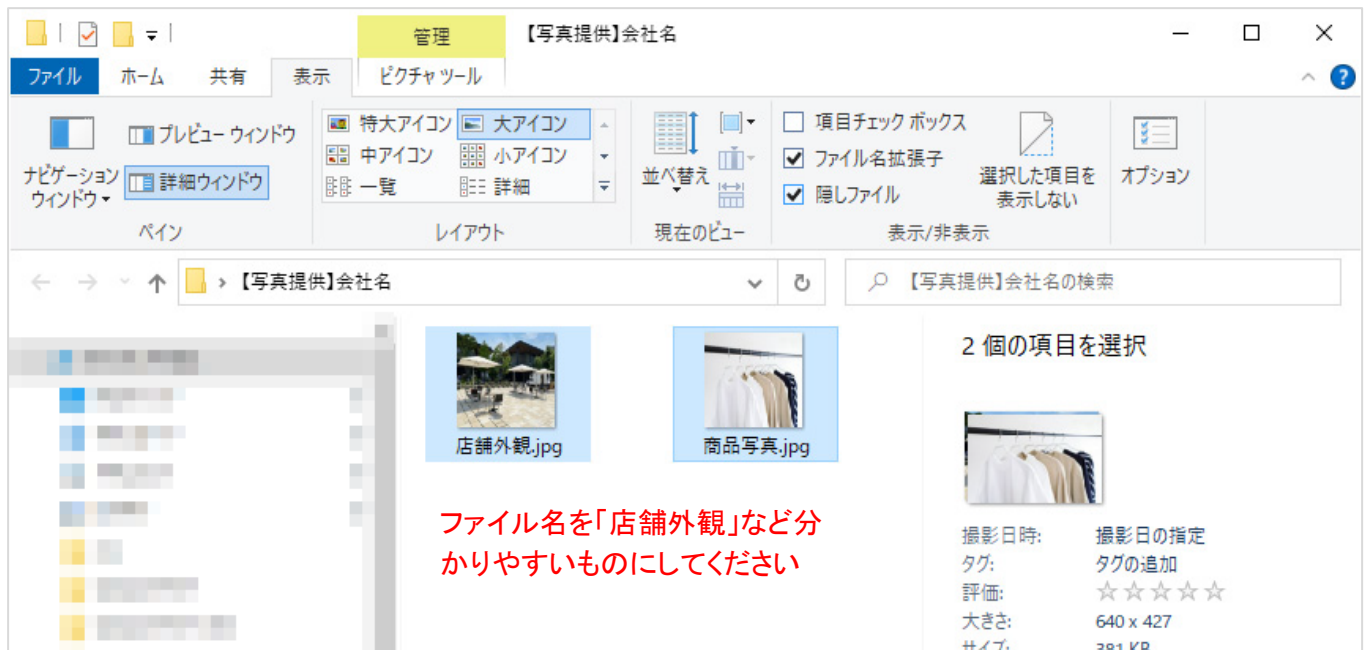 管理
【写真提供】会社名
ファイル ホーム 共有 表示 ピクチャ ツール
ナビゲーション ウィンドウ
プレビュー ウィンドウ
詳細ウィンドウ
ペイン
特大アイコン 大アイコン
中アイコン 小アイコン
一覧 詳細
レイアウト
並べ替え
現在のビュー
項目チェック ボックス
ファイル名拡張子
隠しファイル
選択した項目を
表示しない
表示/非表示
オプション
【写真提供】会社名
【写真提供】会社名の検索
店舗外観.jpg
商品写真.jpg
ファイル名を「店舗外観」など分
かりやすいものにしてください
2 個の項目を選択
撮影日時: 撮影日の指定
タグ: タグの追加
評価: ☆☆☆☆☆
大きさ: 640 x 427
サイズ: 381 KB